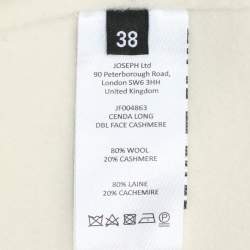 38
JOSEPH Ltd
90 Peterborough Road,
London SW6 3HH
United Kingdom
JF004863
CENDA LONG
DBL FACE CASHMERE
80% WOOL
20% CASHMERE
80% LAINE
20% CACHEMIRE